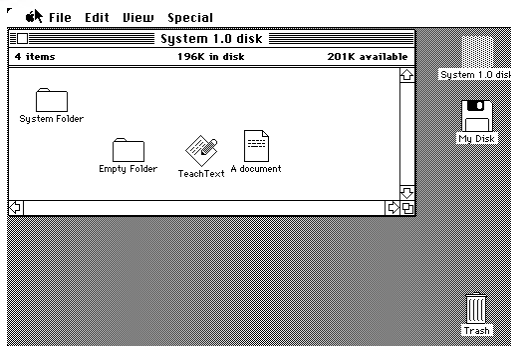 File Edit View Special
System 1.0 disk
4 items 196K in disk 201K available
System 1.0 disk
My Disk
System Folder
Empty Folder TeachText A document
Trash